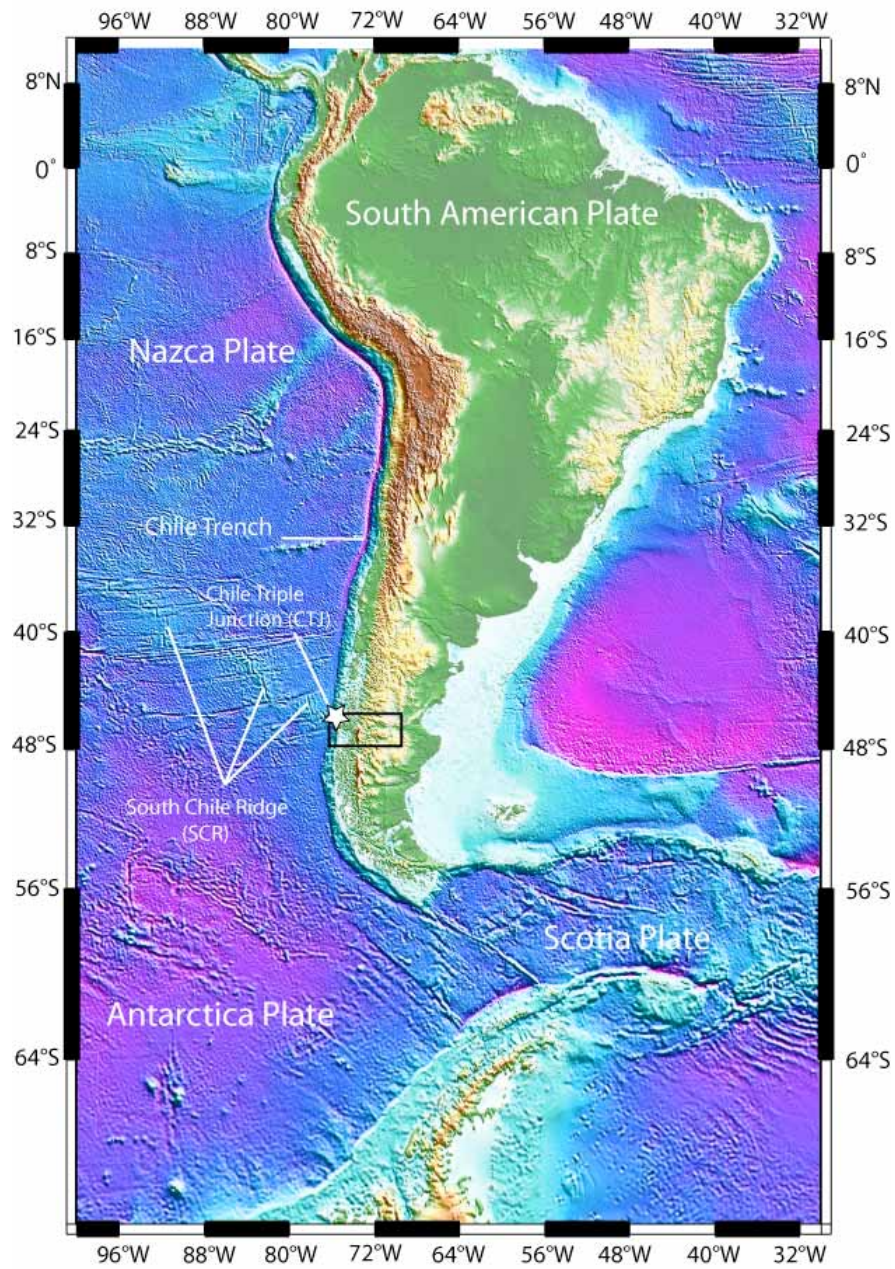 96°W 88°W 80°W 72°W 64°W 56°W 48°W 40°W 32°W
8°N 8°N
0° 0°
South American Plate
8°S 8°S
16°S 16°S
Nazca Plate
24°S 24°S
32°S 32°S
Chile Trench
Chile Triple
Junction (CTJ)
40°S 40°S
48°S 48°S
South Chile Ridge
(SCR)
56°S 56°S
Scotia Plate
Antarctica Plate
64°S 64°S
96°W 88°W 80°W 72°W 64°W 56°W 48°W 40°W 32°W